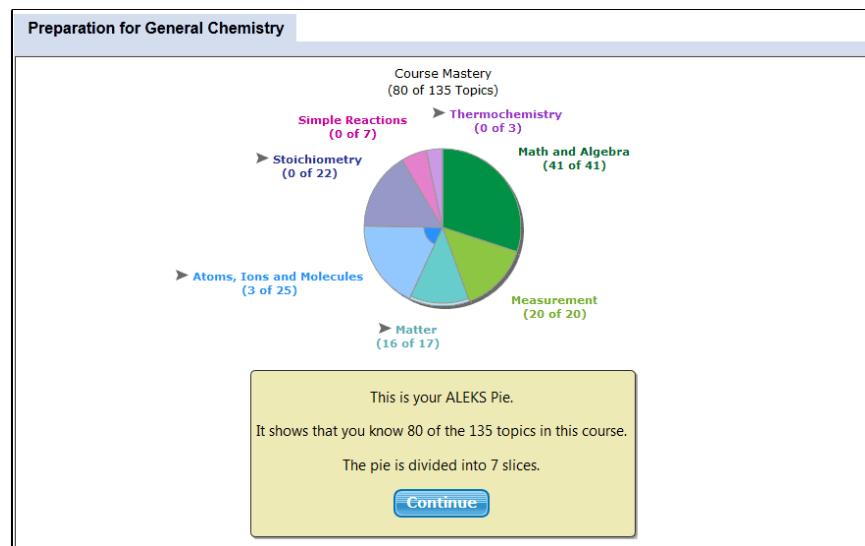 Preparation for General Chemistry
Course Mastery
(80 of 135 Topics)
Thermochemistry
(0 of 3)
Simple Reactions
(0 of 7)
Math and Algebra
(41 of 41)
Stoichiometry
(0 of 22)
Atoms, Ions and Molecules
(3 of 25)
Measurement
(20 of 20)
Matter
(16 of 17)
This is your ALEKS Pie.
It shows that you know 80 of the 135 topics in this course.
The pie is divided into 7 slices.
Continue